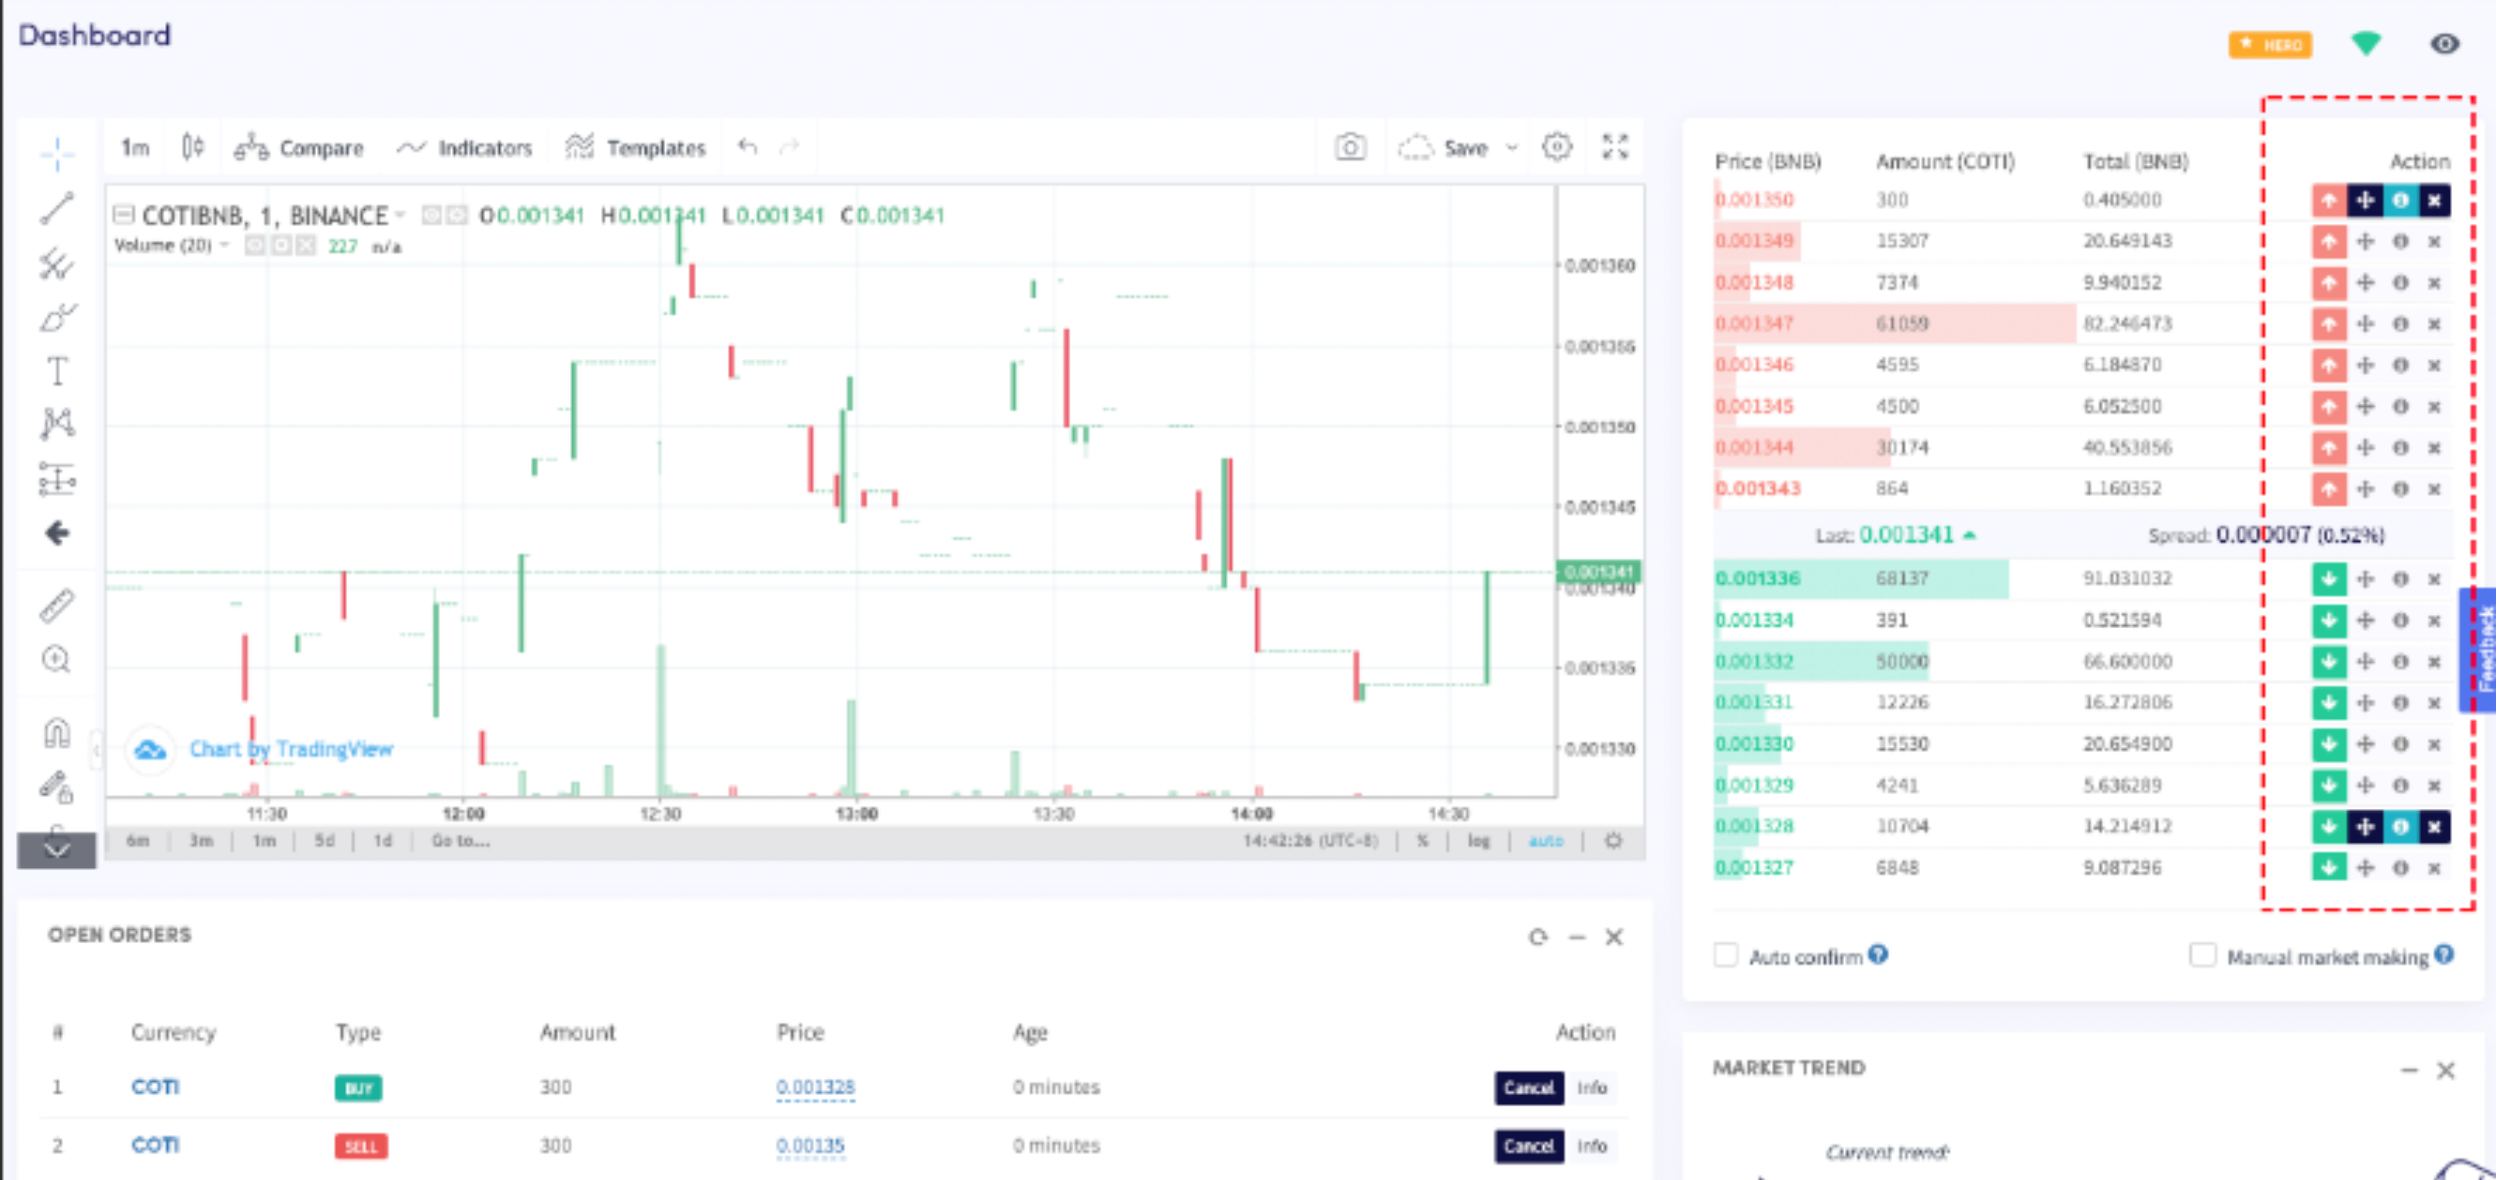 Dashboard
HERO
1m Compare Indicators Templates Save
COTIBNB, 1, BINANCE O0.001341 H0.001341 L0.001341 C0.001341
Volume (20) 227 n/a
0.001360
0.001355
0.001350
0.001345
0.001341
0.001340
0.001335
0.001330
Chart by TradingView
11:30 12:00 12:30 13:00 13:30 14:00 14:30
6m 3m 1m 5d 1d Go to... 14:42:26 (UTC-8) % log auto
Price (BNB) Amount (COTI) Total (BNB) Action
0.001350 300 0.405000
0.001349 15307 20.649143
0.001348 7374 9.940152
0.001347 61059 82.246473
0.001346 4595 6.184870
0.001345 4500 6.052500
0.001344 30174 40.553856
0.001343 864 1.160352
Last: 0.001341 Spread: 0.000007 (0.52%)
0.001336 68137 91.031032
0.001334 391 0.521594
0.001332 50000 66.600000
0.001331 12226 16.272806
0.001330 15530 20.654900
0.001329 4241 5.636289
0.001328 10704 14.214912
0.001327 6848 9.087296
Feedback
Auto confirm Manual market making
OPEN ORDERS
# Currency Type Amount Price Age Action
1 COTI BUY 300 0.001328 0 minutes Cancel Info
2 COTI SELL 300 0.00135 0 minutes Cancel Info
MARKET TREND
Current trend: